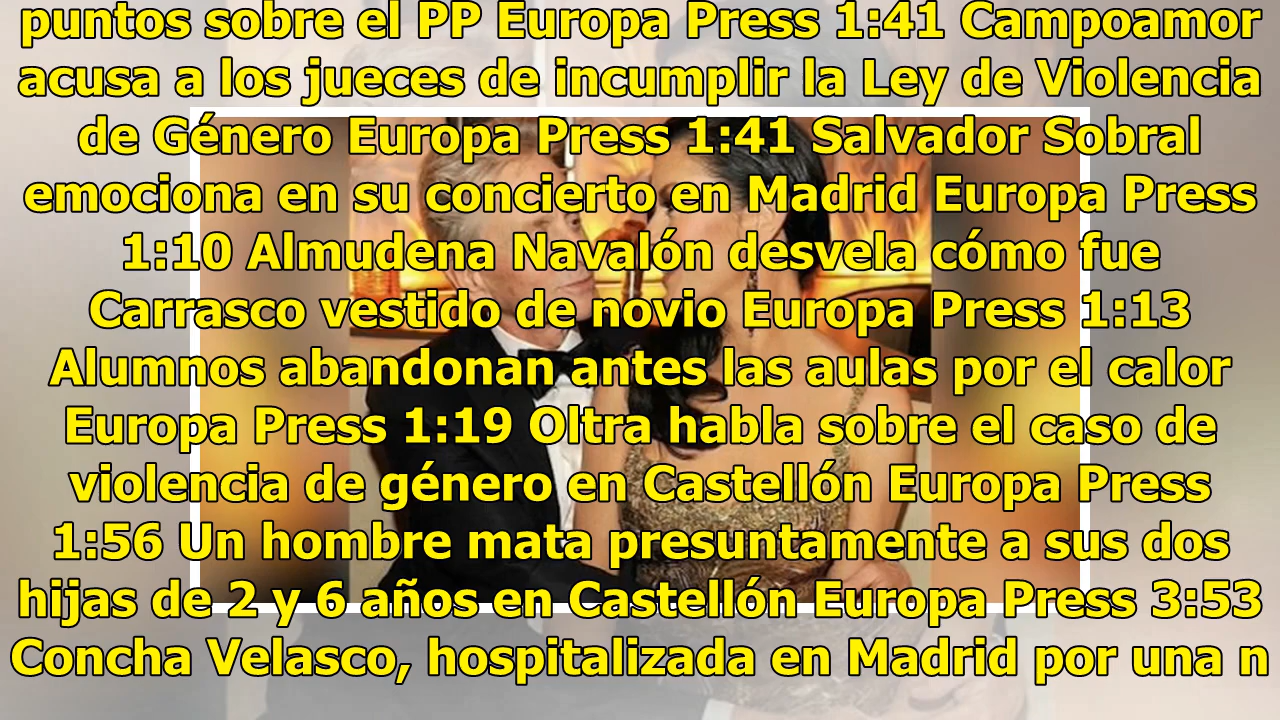 puntos sobre el PP Europa Press 1:41 Campoamor
acusa a los jueces de incumplir la Ley de Violencia
de Género Europa Press 1:41 Salvador Sobral
emociona en su concierto en Madrid Europa Press
1:10 Almudena Navalón desvela cómo fue
Carrasco vestido de novio Europa Press 1:13
Alumnos abandonan antes las aulas por el calor
Europa Press 1:19 Oltra habla sobre el caso de
violencia de género en Castellón Europa Press
1:56 Un hombre mata presuntamente a sus dos
hijas de 2 y 6 años en Castellón Europa Press 3:53
Concha Velasco, hospitalizada en Madrid por una n